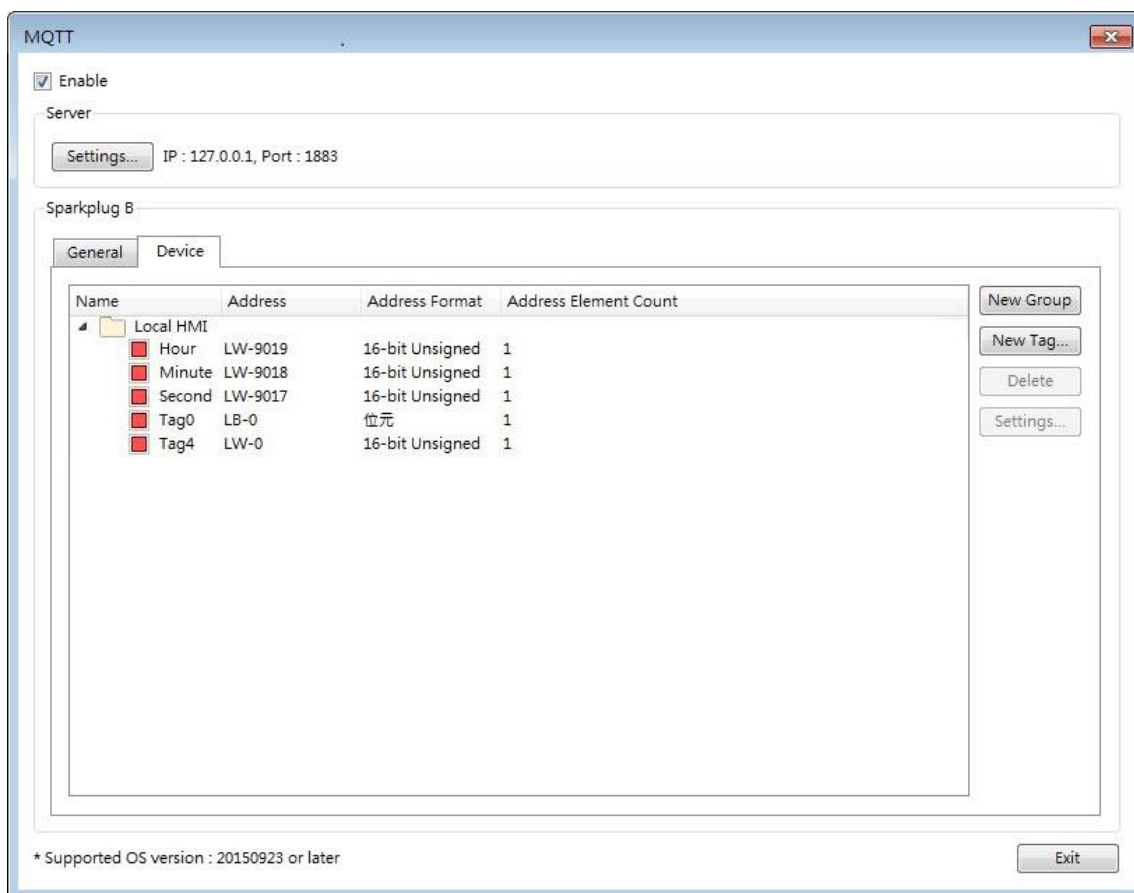 MQTT
Enable
Server
Settings... IP : 127.0.0.1, Port : 1883
Sparkplug B
General Device
Name Address Address Format Address Element Count New Group
Local HMI
Hour LW-9019 16-bit Unsigned 1 New Tag...
Minute LW-9018 16-bit Unsigned 1 Delete
Second LW-9017 16-bit Unsigned 1
Tag0 LB-0 位元 1 Settings...
Tag4 LW-0 16-bit Unsigned 1
* Supported OS version : 20150923 or later Exit